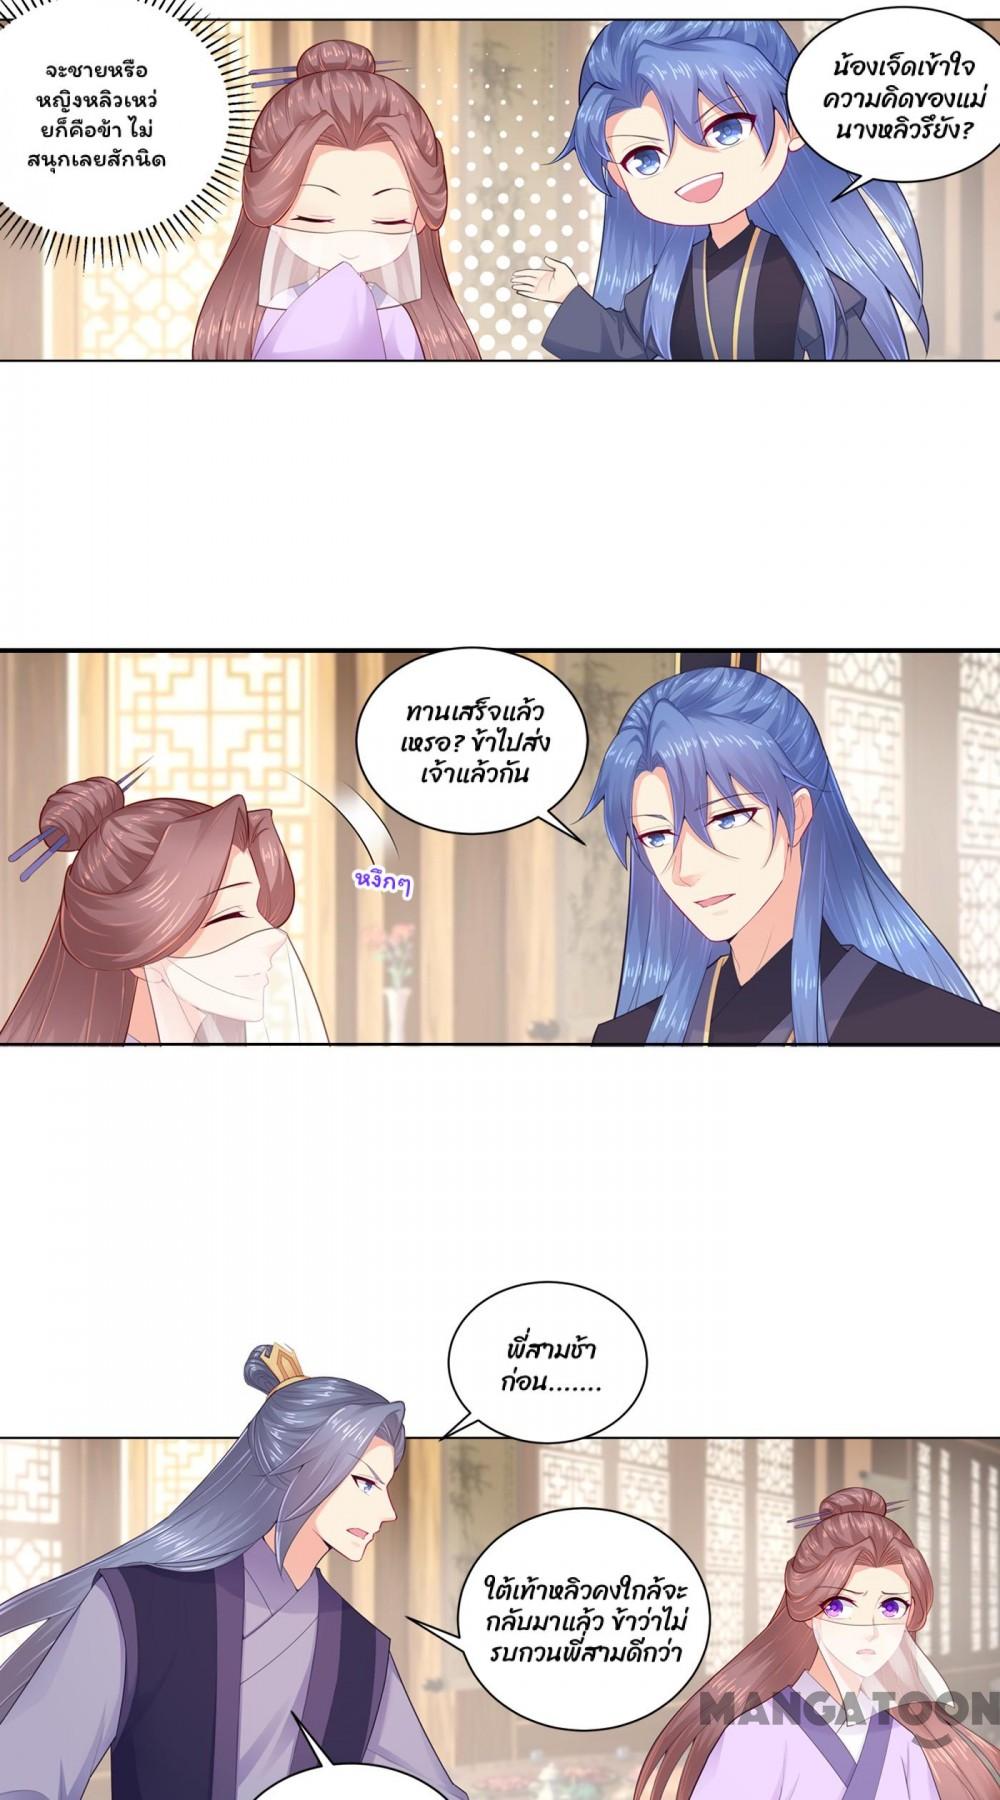 จะชายหรือ
หญิงหลิวเหว่
ยก็คือข้า ไม่
สนุกเลยสักนิด
น้องเจ็ดเข้าใจ
ความคิดของแม่
นางหลิวรึยัง?
ทานเสร็จแล้ว
เหรอ? ข้าไปส่ง
เจ้าแล้วกัน
หงึกๆ
พี่สามช้า
ก่อน.......
ใต้เท้าหลิวคงใกล้จะ
กลับมาแล้ว ข้าว่าไม่
รบกวนพี่สามดีกว่า
MANGATOON